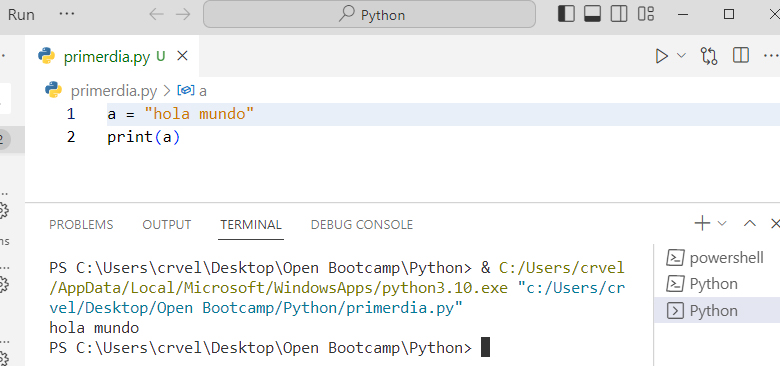 Run ... Python
primerdia.py U
primerdia.py > a
1 a = "hola mundo"
2 print(a)
PROBLEMS OUTPUT TERMINAL DEBUG CONSOLE
PS C:\Users\crvel\Desktop\Open Bootcamp\Python> & C:/Users/crvel
/AppData/Local/Microsoft/WindowsApps/python3.10.exe "c:/Users/cr
vel/Desktop/Open Bootcamp/Python/primerdia.py"
hola mundo
PS C:\Users\crvel\Desktop\Open Bootcamp\Python>
powershell
Python
Python